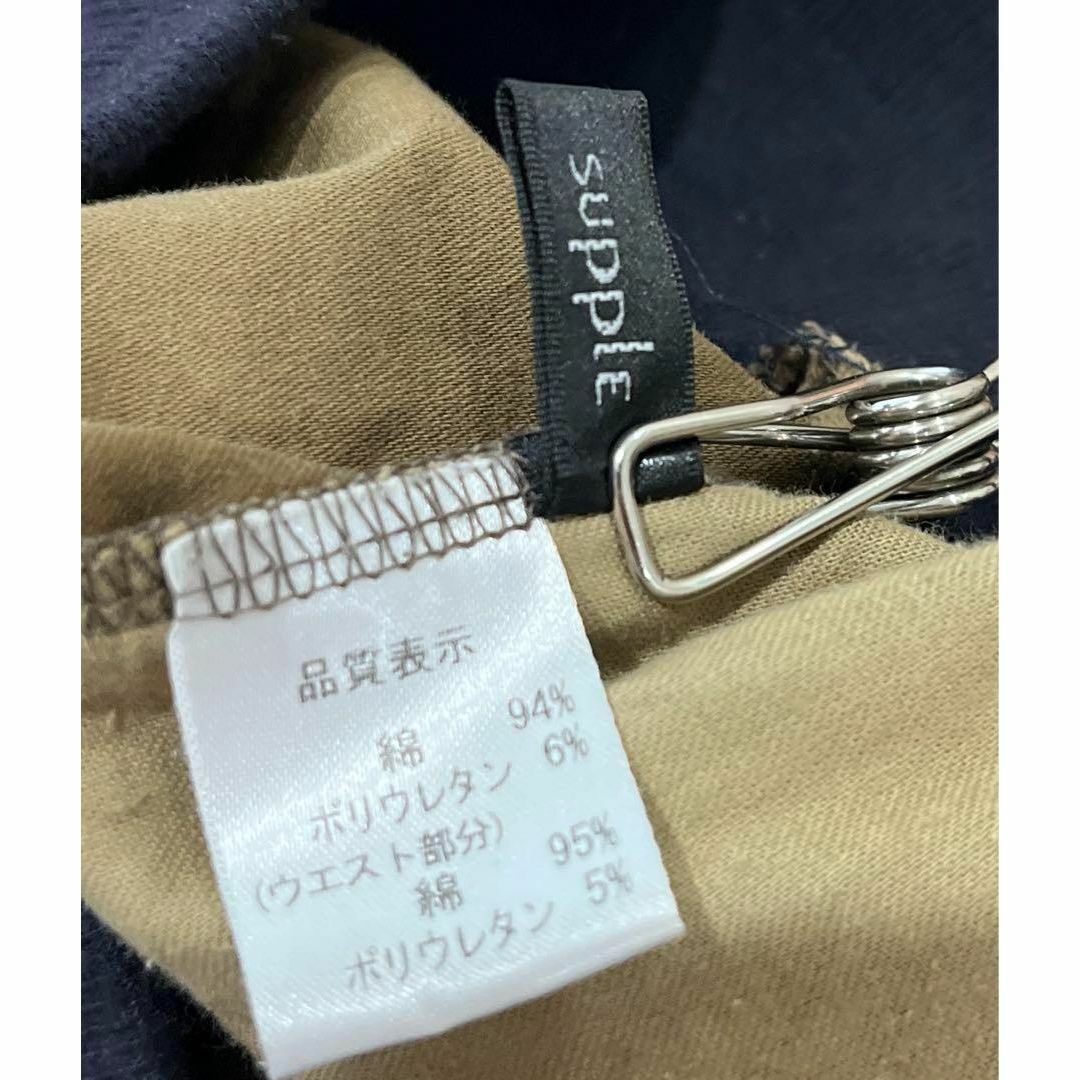 supplE
品質表示
綿 94%
ポリウレタン 6%
(ウエスト部分)
綿 95%
ポリウレタン 5%